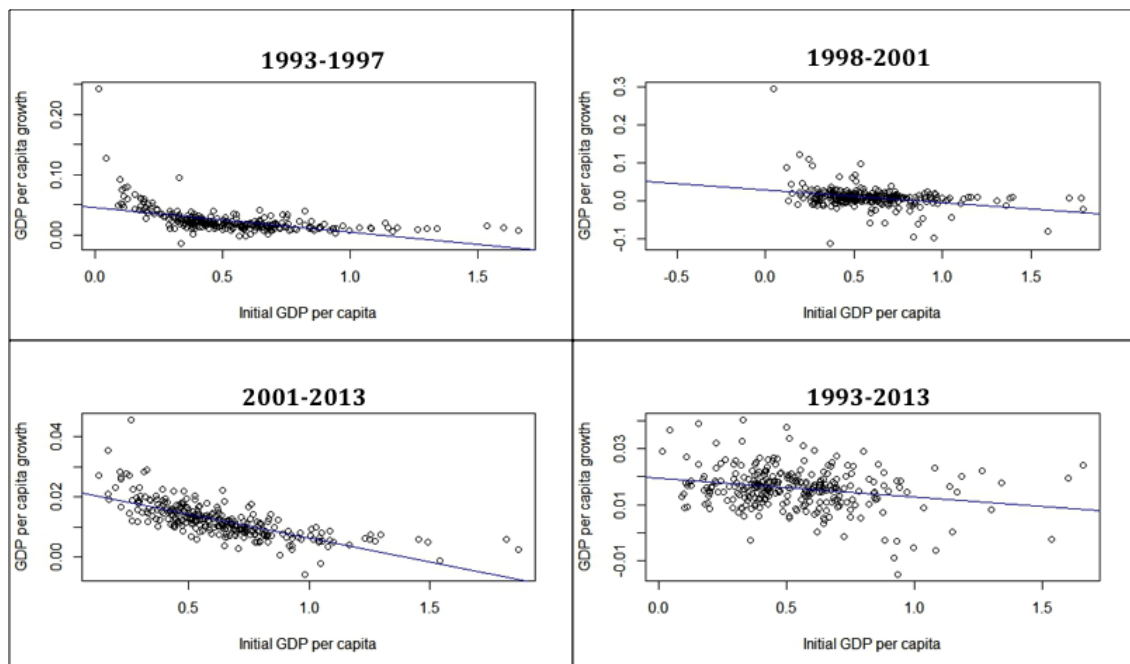 1993-1997
GDP per capita growth
0.20
0.10
0.00
0.0 0.5 1.0 1.5
Initial GDP per capita
1998-2001
GDP per capita growth
0.3
0.2
0.1
0.0
-0.1
-0.5 0.0 0.5 1.0 1.5
Initial GDP per capita
2001-2013
GDP per capita growth
0.04
0.02
0.00
0.5 1.0 1.5
Initial GDP per capita
1993-2013
GDP per capita growth
0.03
0.01
-0.01
0.0 0.5 1.0 1.5
Initial GDP per capita